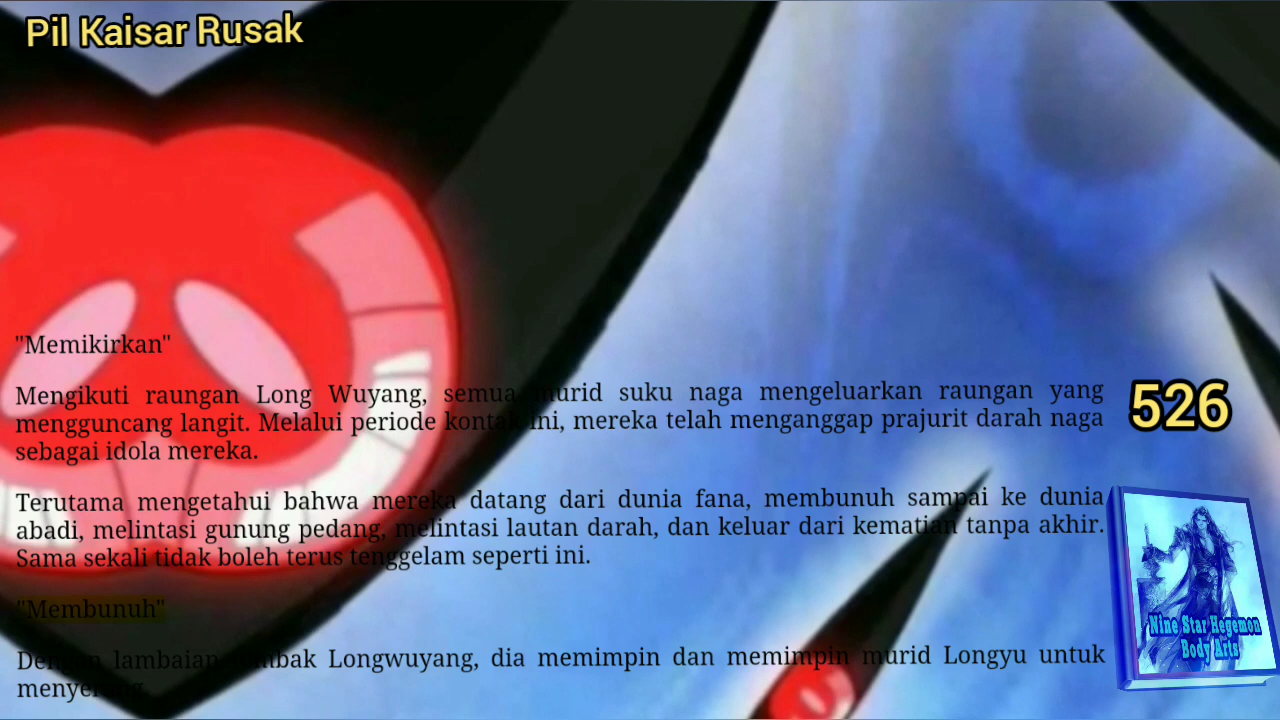 Pil Kaisar Rusak
"Memikirkan"
Mengikuti raungan Long Wuyang, semua murid suku naga mengeluarkan raungan yang
mengguncang langit. Melalui periode kontak ini, mereka telah menganggap prajurit darah naga
sebagai idola mereka.
526
Terutama mengetahui bahwa mereka datang dari dunia fana, membunuh sampai ke dunia
abadi, melintasi gunung pedang, melintasi lautan darah, dan keluar dari kematian tanpa akhir.
Sama sekali tidak boleh terus tenggelam seperti ini.
"Membunuh"
Dengan lambaian tombak Longwuyang, dia memimpin dan memimpin murid Longyu untuk
menyerang.
Nine Star Hegemon
Body Arts